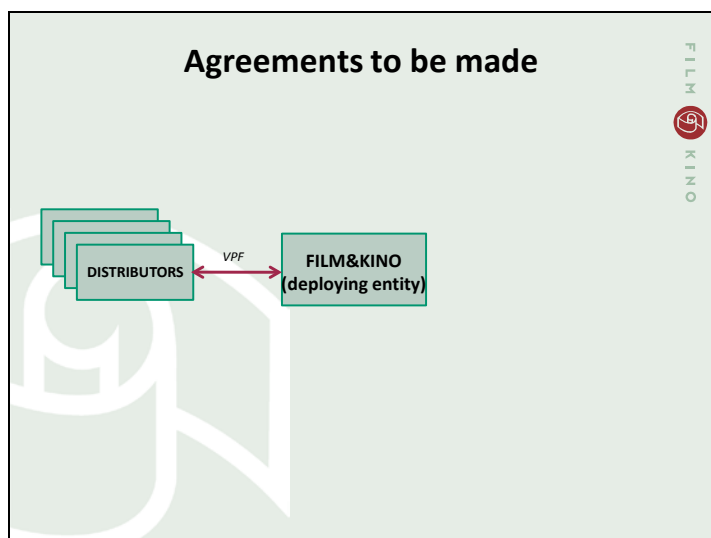 Agreements to be made
FILM KINO
DISTRIBUTORS
VPF
FILM&KINO
(deploying entity)